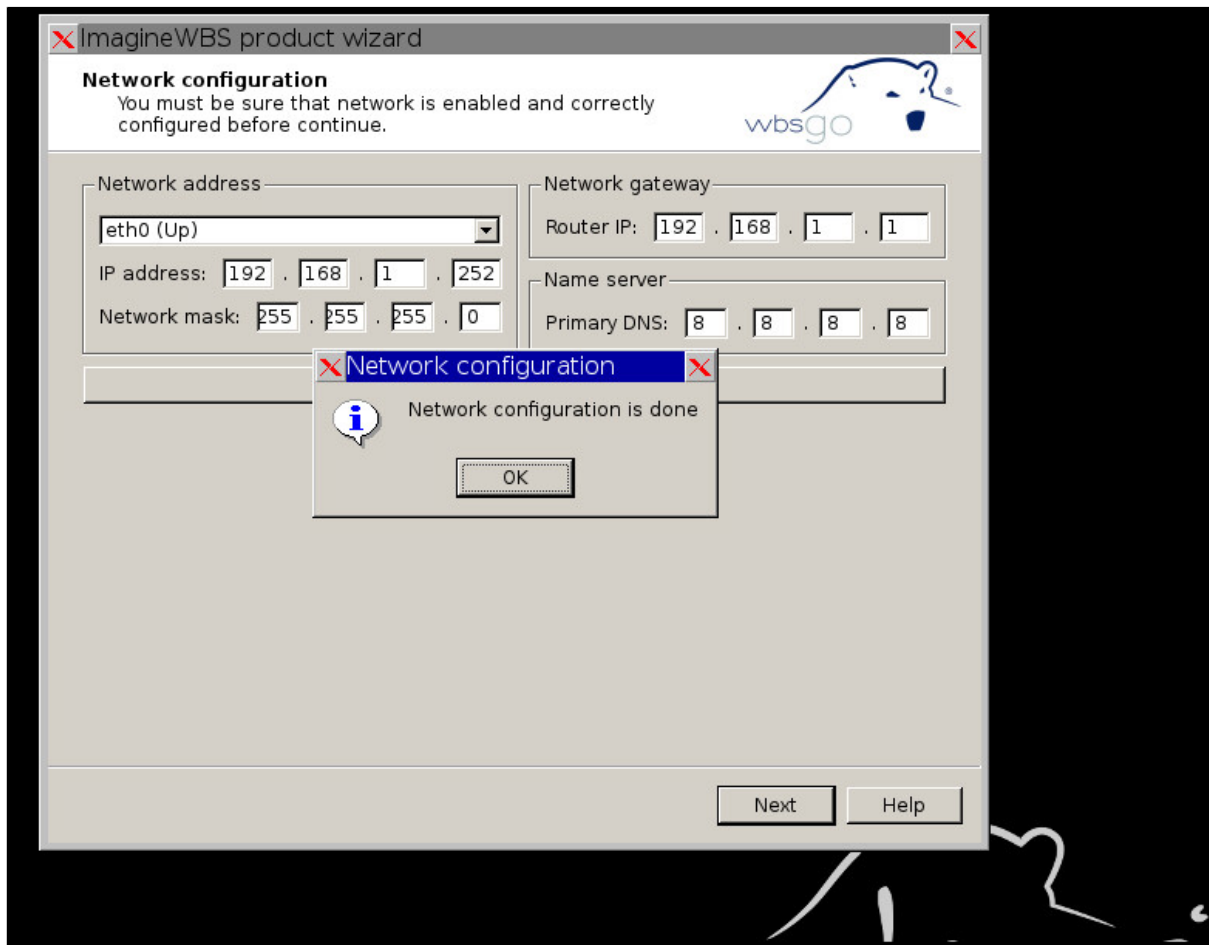 ImagineWBS product wizard
Network configuration
You must be sure that network is enabled and correctly
configured before continue.
wbsgo
Network address
eth0 (Up)
IP address: 192 . 168 . 1 . 252
Network mask: 255 . 255 . 255 . 0
Network gateway
Router IP: 192 . 168 . 1 . 1
Name server
Primary DNS: 8 . 8 . 8 . 8
Network configuration
Network configuration is done
OK
Next
Help